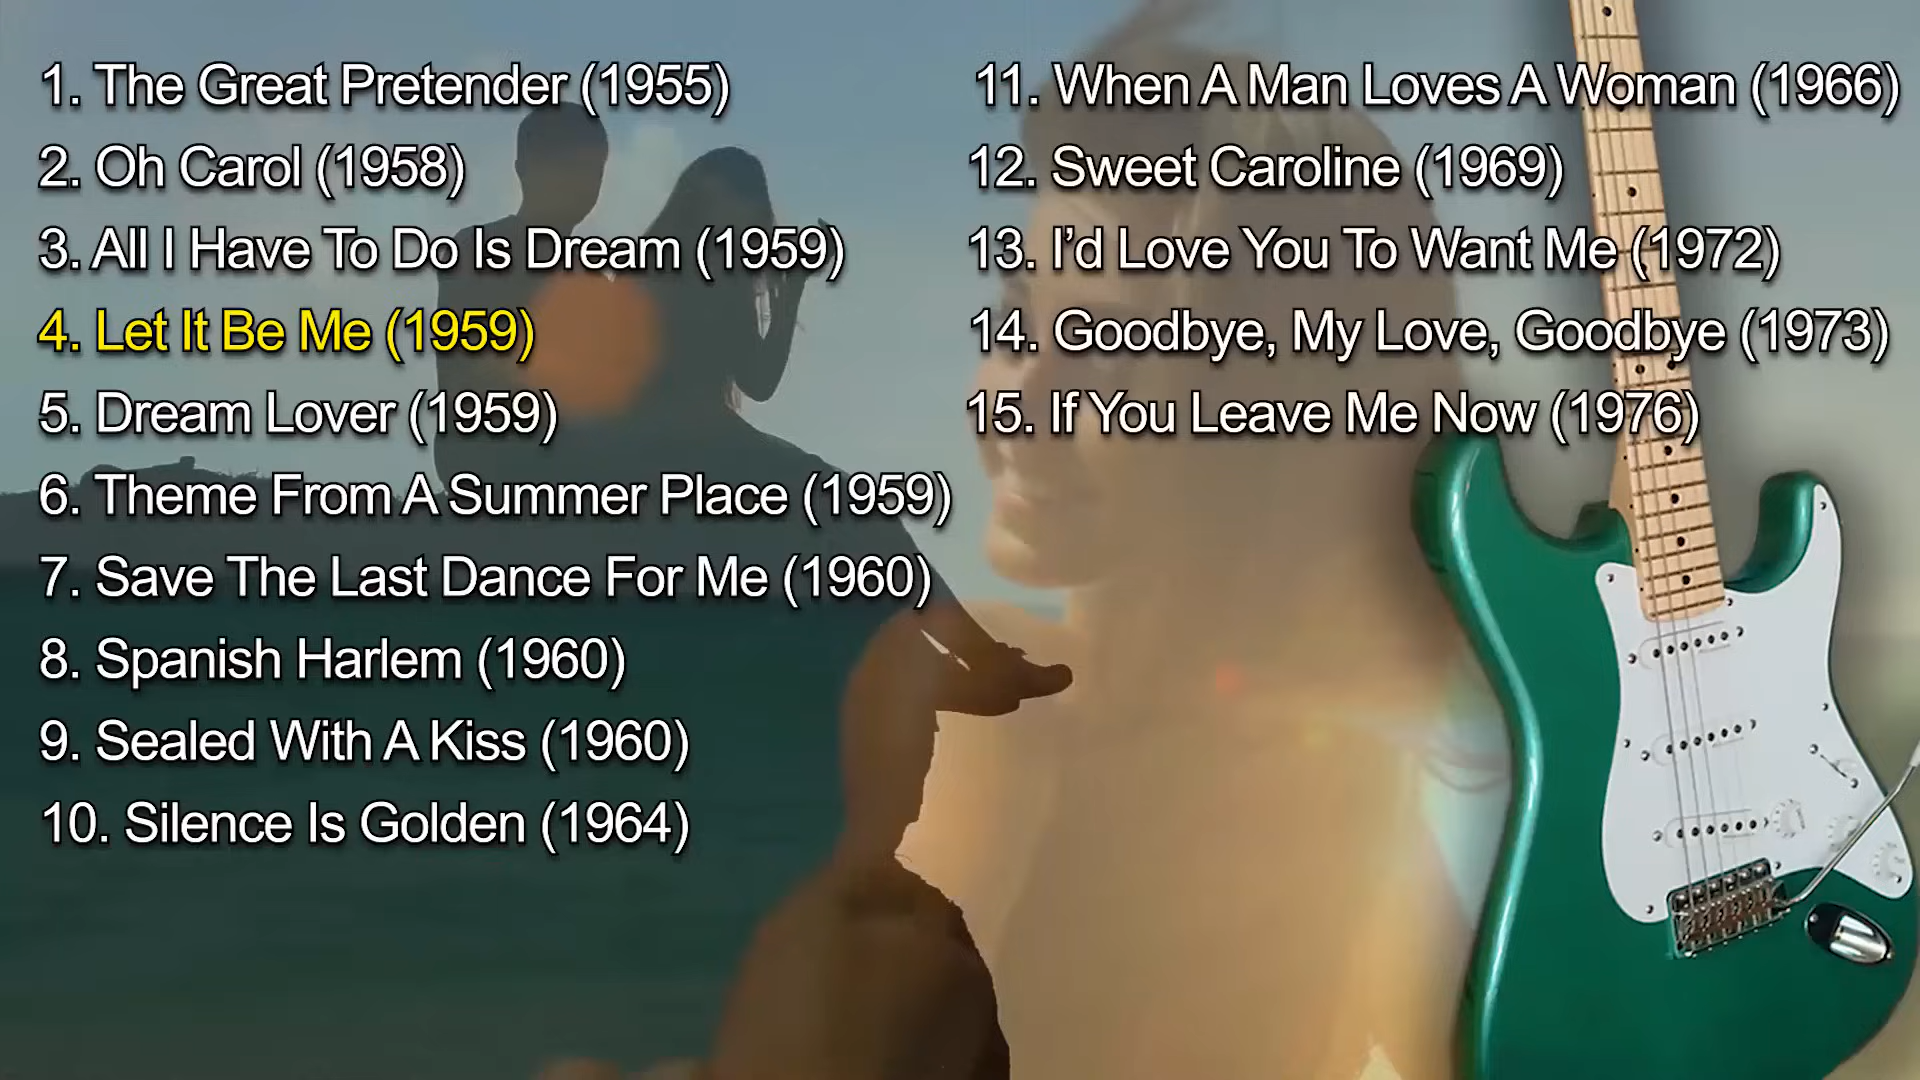 1. The Great Pretender (1955)
2. Oh Carol (1958)
3. All I Have To Do Is Dream (1959)
4. Let It Be Me (1959)
5. Dream Lover (1959)
6. Theme From A Summer Place (1959)
7. Save The Last Dance For Me (1960)
8. Spanish Harlem (1960)
9. Sealed With A Kiss (1960)
10. Silence Is Golden (1964)
11. When A Man Loves A Woman (1966)
12. Sweet Caroline (1969)
13. I’d Love You To Want Me (1972)
14. Goodbye, My Love, Goodbye (1973)
15. If You Leave Me Now (1976)